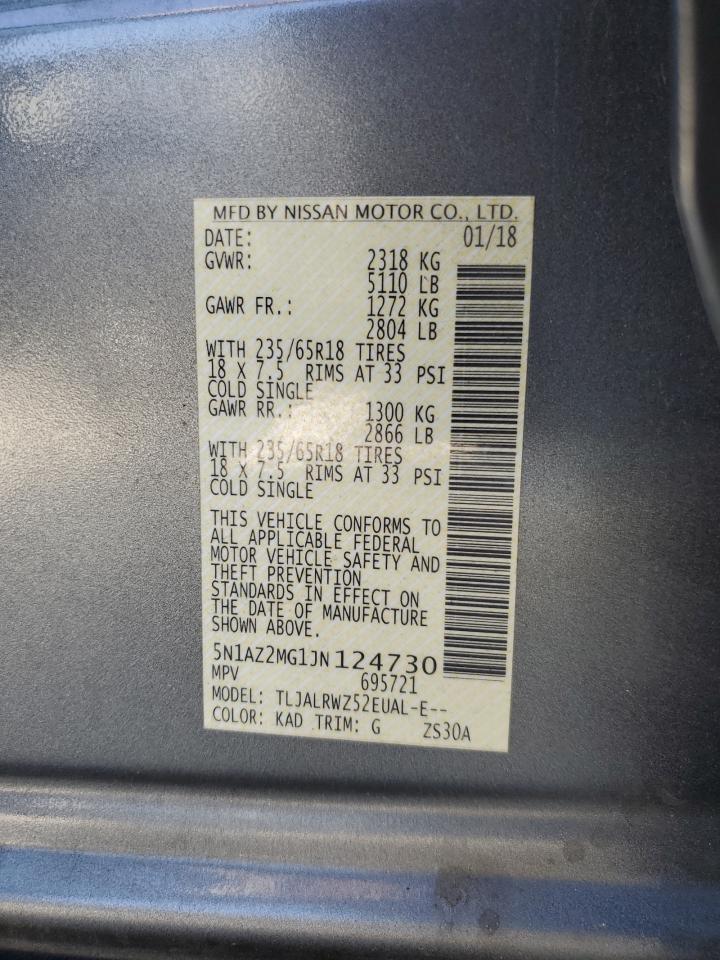 MFD BY NISSAN MOTOR CO., LTD.
DATE: 01/18
GVWR: 2318 KG
5110 LB
GAWR FR.: 1272 KG
2804 LB
WITH 235/65R18 TIRES
18 X 7.5 RIMS AT 33 PSI
COLD SINGLE
GAWR RR.: 1300 KG
2866 LB
WITH 235/65R18 TIRES
18 X 7.5 RIMS AT 33 PSI
COLD SINGLE
THIS VEHICLE CONFORMS TO
ALL APPLICABLE FEDERAL
MOTOR VEHICLE SAFETY AND
THEFT PREVENTION
STANDARDS IN EFFECT ON
THE DATE OF MANUFACTURE
SHOWN ABOVE.
5N1AZ2MG1JN124730
MPV 695721
MODEL: TLJALRWZ52EUAL-E--
COLOR: KAD TRIM: G ZS30A